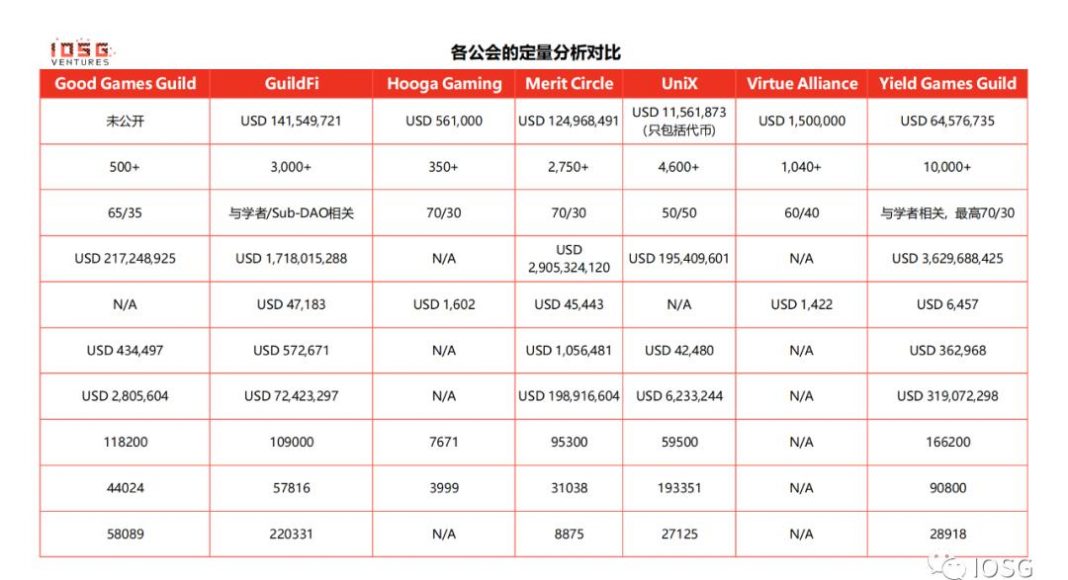 IOSG
VENTURES
各公会的定量分析对比
Good Games Guild GuildFi Hooga Gaming Merit Circle UniX Virtue Alliance Yield Games Guild
未公开 USD 141,549,721 USD 561,000 USD 124,968,491 USD 11,561,873 (只包括代币) USD 1,500,000 USD 64,576,735
500+ 3,000+ 350+ 2,750+ 4,600+ 1,040+ 10,000+
65/35 与学者/Sub-DAO相关 70/30 70/30 50/50 60/40 与学者相关, 最高70/30
USD 217,248,925 USD 1,718,015,288 N/A USD 2,905,324,120 USD 195,409,601 N/A USD 3,629,688,425
N/A USD 47,183 USD 1,602 USD 45,443 N/A USD 1,422 USD 6,457
USD 434,497 USD 572,671 N/A USD 1,056,481 USD 42,480 N/A USD 362,968
USD 2,805,604 USD 72,423,297 N/A USD 198,916,604 USD 6,233,244 N/A USD 319,072,298
118200 109000 7671 95300 59500 N/A 166200
44024 57816 3999 31038 193351 N/A 90800
58089 220331 N/A 8875 27125 N/A 28918
IOSG